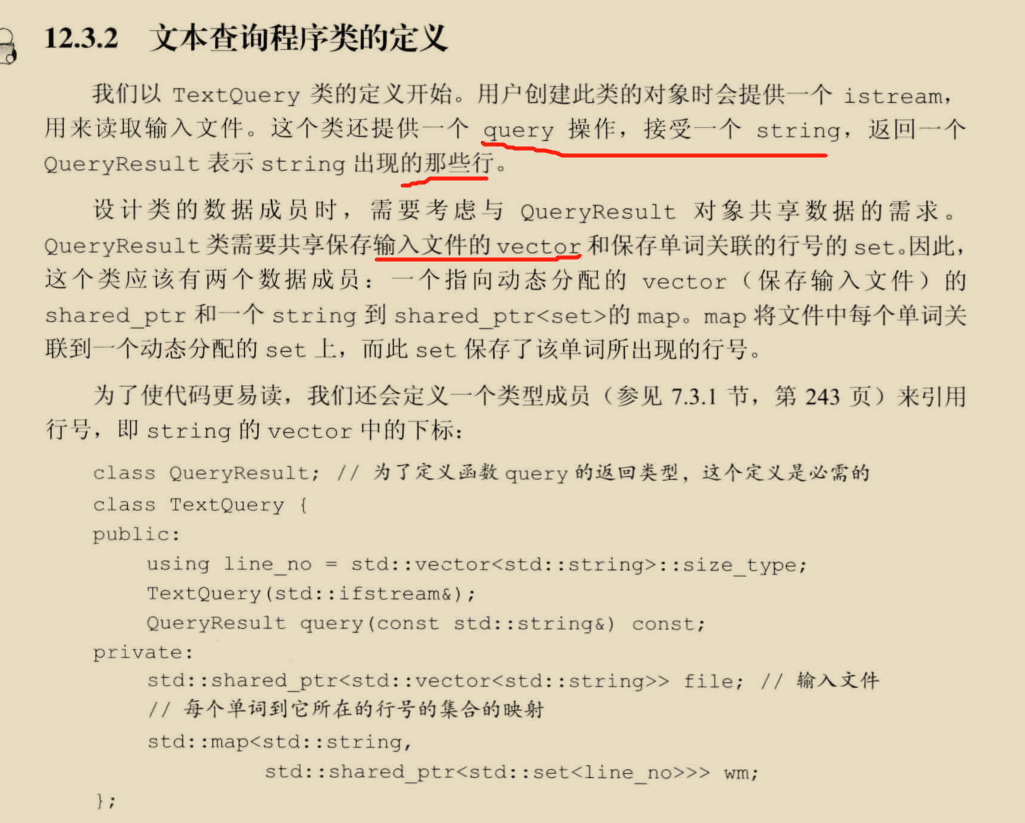 12.3.2 文本查询程序类的定义
我们以 TextQuery 类的定义开始。用户创建此类的对象时会提供一个 istream，
用来读取输入文件。这个类还提供一个 query 操作，接受一个 string，返回一个
QueryResult 表示 string 出现的那些行。
设计类的数据成员时，需要考虑与 QueryResult 对象共享数据的需求。
QueryResult 类需要共享保存输入文件的 vector 和保存单词关联的行号的 set。因此，
这个类应该有两个数据成员：一个指向动态分配的 vector（保存输入文件）的
shared_ptr 和一个 string 到 shared_ptr<set>的 map。map 将文件中每个单词关
联到一个动态分配的 set 上，而此 set 保存了该单词所出现的行号。
为了使代码更易读，我们还会定义一个类型成员（参见 7.3.1 节，第 243 页）来引用
行号，即 string 的 vector 中的下标：
class QueryResult; // 为了定义函数 query 的返回类型，这个定义是必需的
class TextQuery {
public:
    using line_no = std::vector<std::string>::size_type;
    TextQuery(std::ifstream&);
    QueryResult query(const std::string&) const;
private:
    std::shared_ptr<std::vector<std::string>> file; // 输入文件
    // 每个单词到它所在的行号的集合的映射
    std::map<std::string,
            std::shared_ptr<std::set<line_no>>> wm;
};